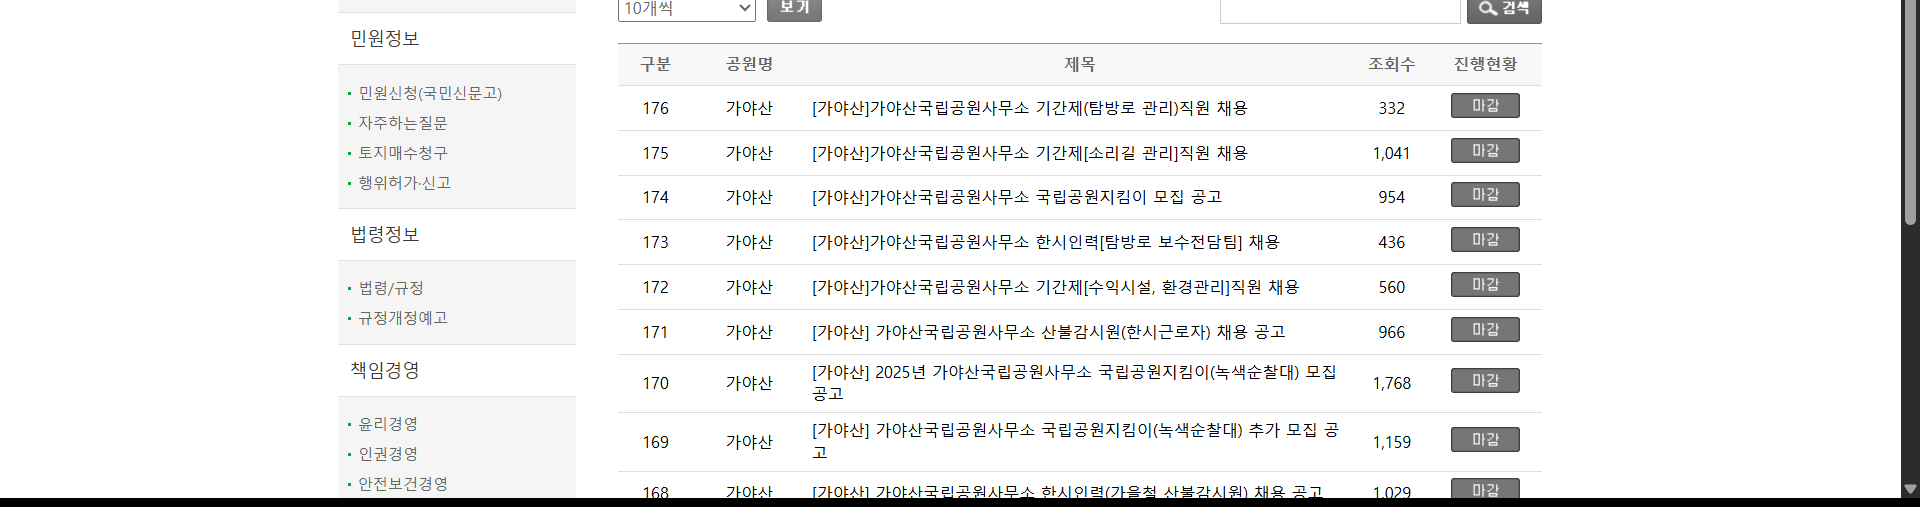 10개씩
보기
검색
민원정보
민원신청(국민신문고)
자주하는질문
토지매수청구
행위허가·신고
법령정보
법령/규정
규정개정예고
책임경영
윤리경영
인권경영
안전보건경영
구분 공원명 제목 조회수 진행현황
176 가야산 [가야산]가야산국립공원사무소 기간제(탐방로 관리)직원 채용 332 마감
175 가야산 [가야산]가야산국립공원사무소 기간제[소리길 관리]직원 채용 1,041 마감
174 가야산 [가야산]가야산국립공원사무소 국립공원지킴이 모집 공고 954 마감
173 가야산 [가야산]가야산국립공원사무소 한시인력[탐방로 보수전담팀] 채용 436 마감
172 가야산 [가야산]가야산국립공원사무소 기간제[수익시설, 환경관리]직원 채용 560 마감
171 가야산 [가야산] 가야산국립공원사무소 산불감시원(한시근로자) 채용 공고 966 마감
170 가야산 [가야산] 2025년 가야산국립공원사무소 국립공원지킴이(녹색순찰대) 모집
공고 1,768 마감
169 가야산 [가야산] 가야산국립공원사무소 국립공원지킴이(녹색순찰대) 추가 모집 공
고 1,159 마감
168 가야산 [가야산] 가야산국립공원사무소 한시인력(가을철 산불감시원) 채용 공고 1,029 마감